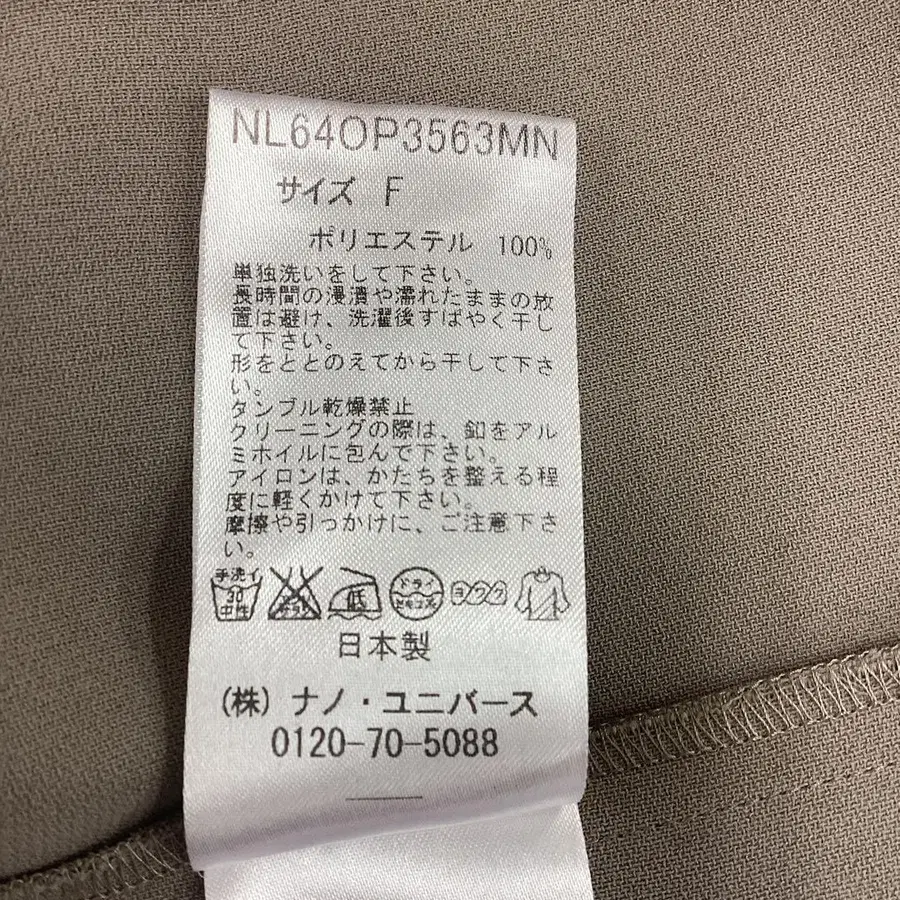 NL64OP3563MN
サイズ F
ポリエステル 100%
単独洗いをして下さい。
長時間の浸漬や濡れたままの放
置は避け、洗濯後すばやく干し
て下さい。
形をととのえてから干して下さ
い。
タンブル乾燥禁止
クリーニングの際は、釦をアル
ミホイルに包んで下さい。
アイロンは、かたちを整える程
度に軽くかけて下さい。
摩擦や引っかけに、ご注意下さ
い。
手洗イ 30 中性 低 ドライ セキユ系 ヨワク
日本製
(株) ナノ・ユニバース
0120-70-5088